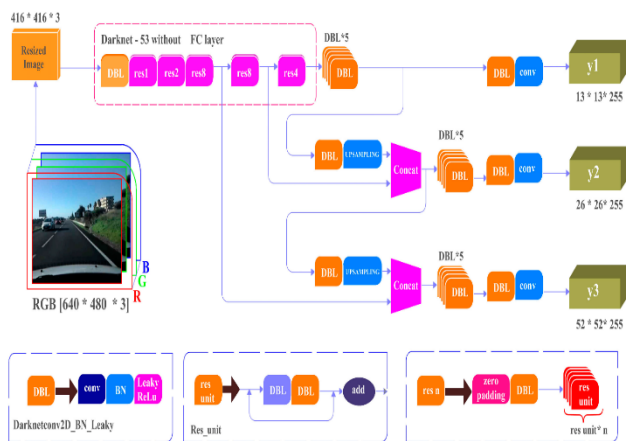 416 * 416 * 3
Resized
Image
Darknet - 53 without FC layer
DBL
res1
res2
res8
res8
res4
DBL*5
DBL
DBL
conv
y1
13 * 13* 255
DBL
UPSAMPLING
Concat
DBL*5
DBL
DBL
conv
y2
26 * 26* 255
B
G
R
RGB [640 * 480 * 3]
DBL
UPSAMPLING
Concat
DBL*5
DBL
DBL
conv
y3
52 * 52* 255
DBL
conv
BN
Leaky
ReLu
Darknetconv2D_BN_Leaky
res
unit
DBL
DBL
add
Res_unit
res n
zero
padding
DBL
res
unit
res unit* n